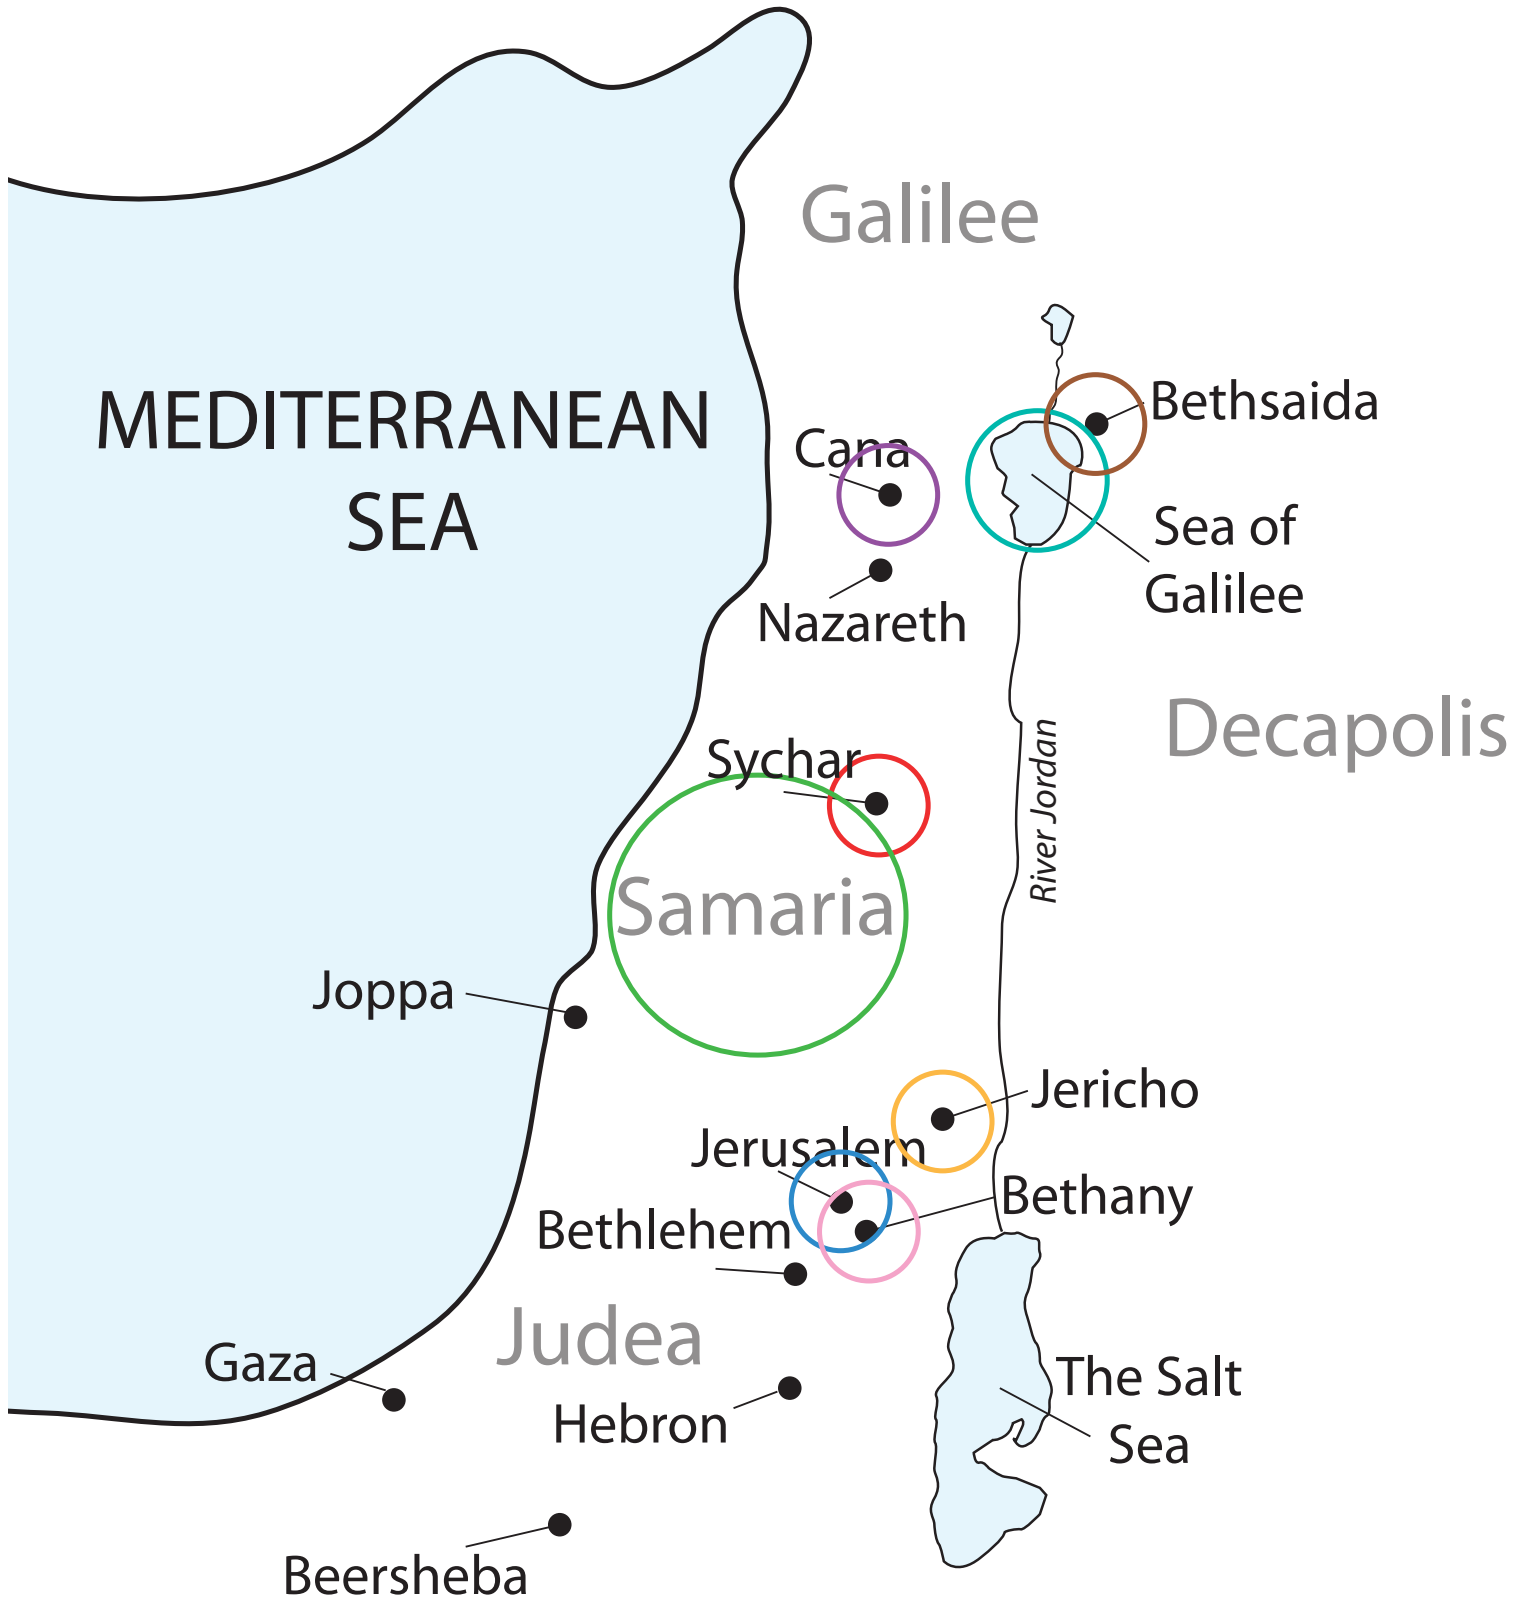 Galilee
MEDITERRANEAN
SEA
Bethsaida
Cana
Sea of
Galilee
Nazareth
Decapolis
River Jordan
Sychar
Samaria
Joppa
Jericho
Jerusalem
Bethany
Bethlehem
Judea
Gaza
The Salt
Sea
Hebron
Beersheba